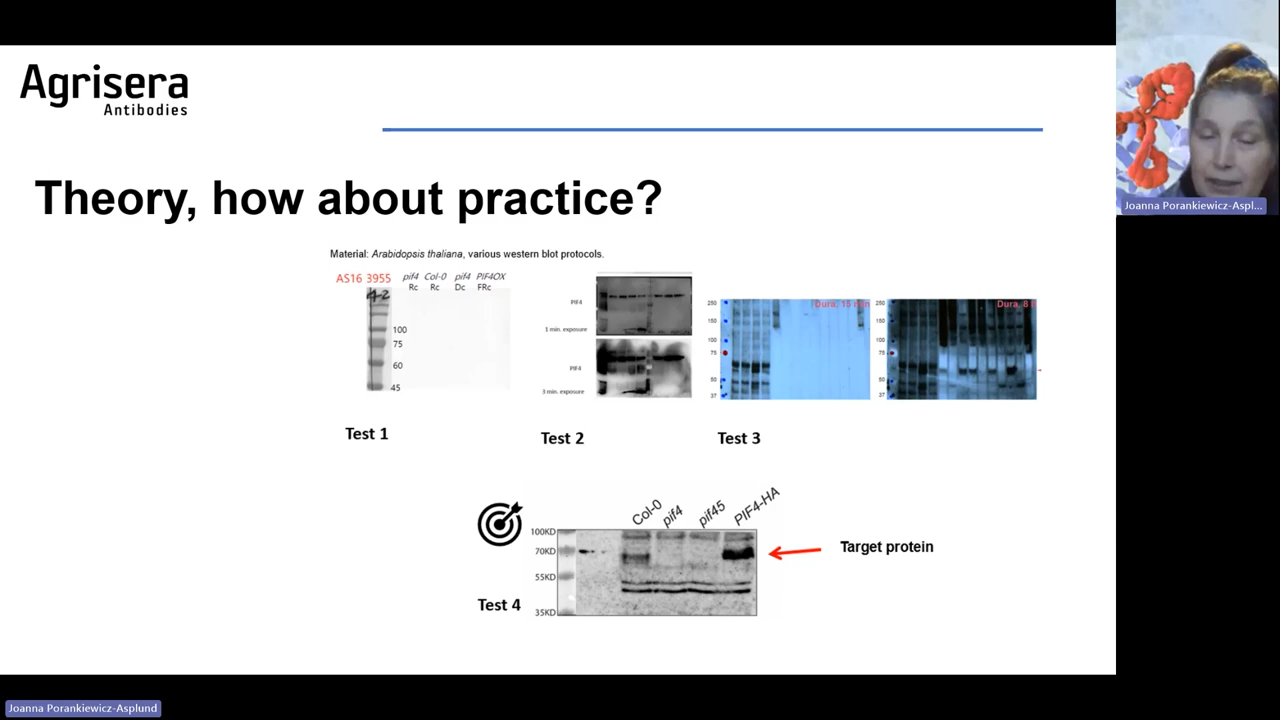 Agrisera
Antibodies
Theory, how about practice?
Material: Arabidopsis thaliana, various western blot protocols.
AS16 3955
pif4 Col-0 pif4 PIF4OX
Rc Rc Dc FRc
100
75
60
45
Test 1
PIF4
1 min. exposure
PIF4
3 min. exposure
Test 2
250
150
100
75
50
37
250
150
100
75
50
37
Test 3
Col-0 pif4 pif45 PIF4-HA
100KD
70KD
55KD
35KD
Target protein
Test 4
Joanna Porankiewicz-Aspl...
Joanna Porankiewicz-Asplund